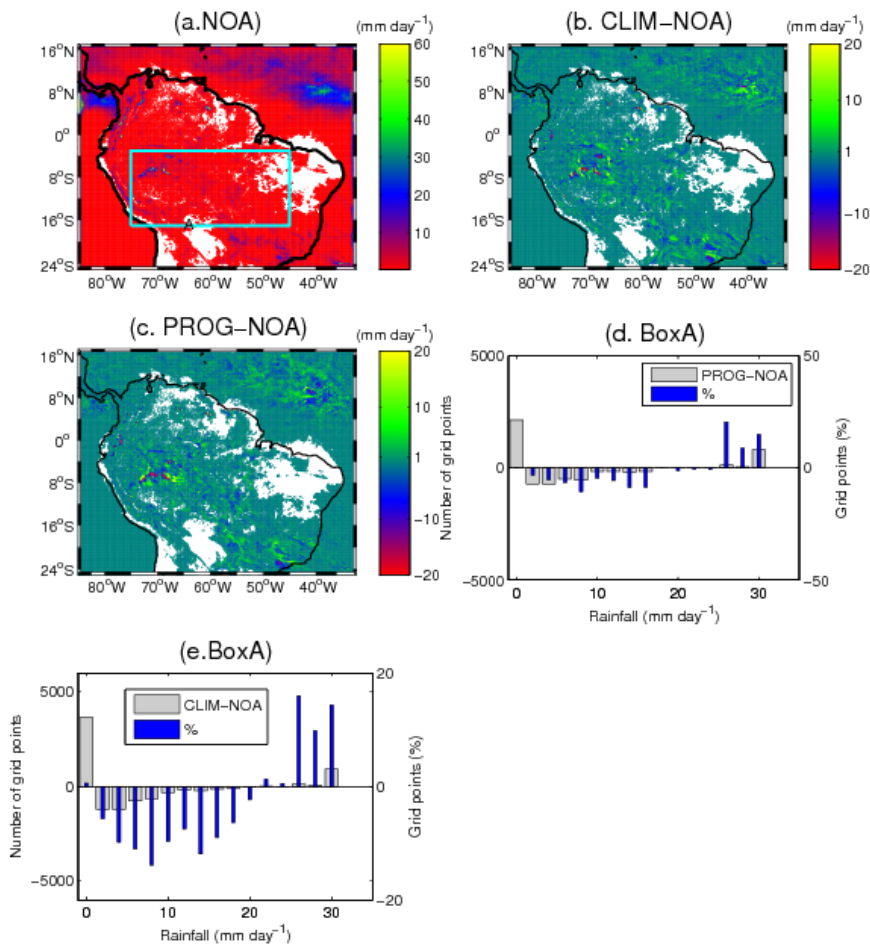 (a.NOA)
(mm day⁻¹)
16°N
8°N
0°
8°S
16°S
24°S
80°W 70°W 60°W 50°W 40°W
A
60
50
40
30
20
10
(b. CLIM−NOA)
(mm day⁻¹)
16°N
8°N
0°
8°S
16°S
24°S
80°W 70°W 60°W 50°W 40°W
20
10
1
−10
−20
(c. PROG−NOA)
(mm day⁻¹)
16°N
8°N
0°
8°S
16°S
24°S
80°W 70°W 60°W 50°W 40°W
20
10
1
−10
−20
(d. BoxA)
Number of grid points
5000
0
−5000
PROG−NOA
%
50
0
−50
Grid points (%)
0 10 20 30
Rainfall (mm day⁻¹)
(e.BoxA)
Number of grid points
5000
0
−5000
CLIM−NOA
%
20
0
−20
Grid points (%)
0 10 20 30
Rainfall (mm day⁻¹)